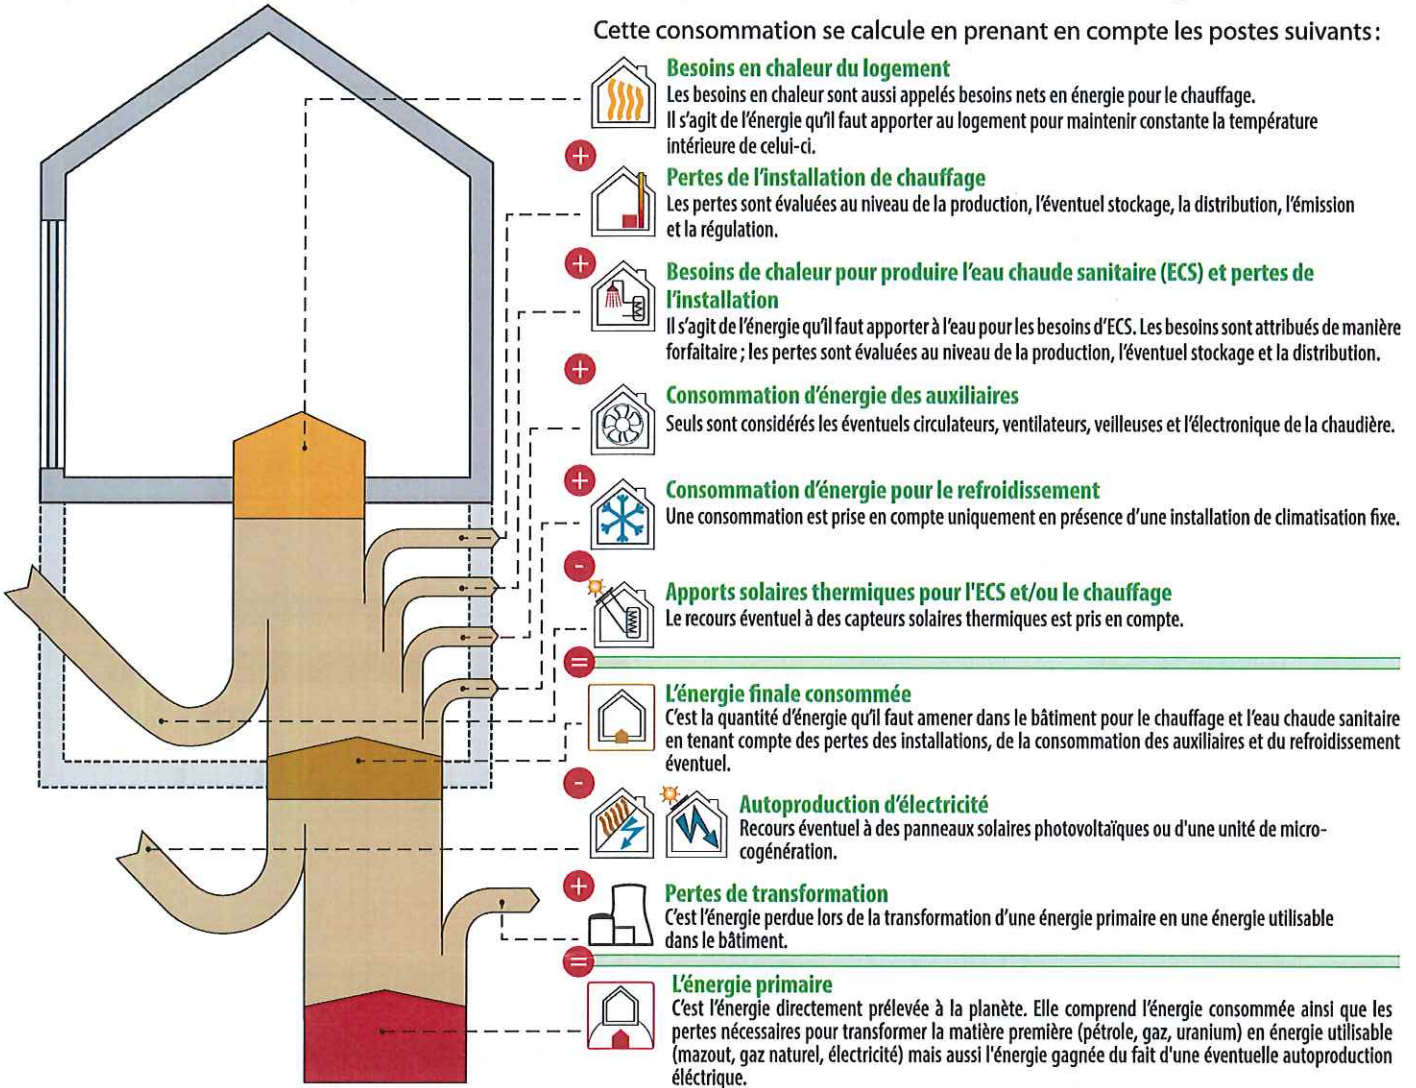 Cette consommation se calcule en prenant en compte les postes suivants :
Besoins en chaleur du logement
Les besoins en chaleur sont aussi appelés besoins nets en énergie pour le chauffage.
Il s'agit de l'énergie qu'il faut apporter au logement pour maintenir constante la température
intérieure de celui-ci.
+
Pertes de l'installation de chauffage
Les pertes sont évaluées au niveau de la production, l'éventuel stockage, la distribution, l'émission
et la régulation.
+
Besoins de chaleur pour produire l'eau chaude sanitaire (ECS) et pertes de
l'installation
Il s'agit de l'énergie qu'il faut apporter à l'eau pour les besoins d'ECS. Les besoins sont attribués de manière
forfaitaire ; les pertes sont évaluées au niveau de la production, l'éventuel stockage et la distribution.
+
Consommation d'énergie des auxiliaires
Seuls sont considérés les éventuels circulateurs, ventilateurs, veilleuses et l'électronique de la chaudière.
+
Consommation d'énergie pour le refroidissement
Une consommation est prise en compte uniquement en présence d'une installation de climatisation fixe.
-
Apports solaires thermiques pour l'ECS et/ou le chauffage
Le recours éventuel à des capteurs solaires thermiques est pris en compte.
=
L'énergie finale consommée
C'est la quantité d'énergie qu'il faut amener dans le bâtiment pour le chauffage et l'eau chaude sanitaire
en tenant compte des pertes des installations, de la consommation des auxiliaires et du refroidissement
éventuel.
-
Autoproduction d'électricité
Recours éventuel à des panneaux solaires photovoltaïques ou d'une unité de micro-
cogénération.
+
Pertes de transformation
C'est l'énergie perdue lors de la transformation d'une énergie primaire en une énergie utilisable
dans le bâtiment.
=
L'énergie primaire
C'est l'énergie directement prélevée à la planète. Elle comprend l'énergie consommée ainsi que les
pertes nécessaires pour transformer la matière première (pétrole, gaz, uranium) en énergie utilisable
(mazout, gaz naturel, électricité) mais aussi l'énergie gagnée du fait d'une éventuelle autoproduction
éléctrique.